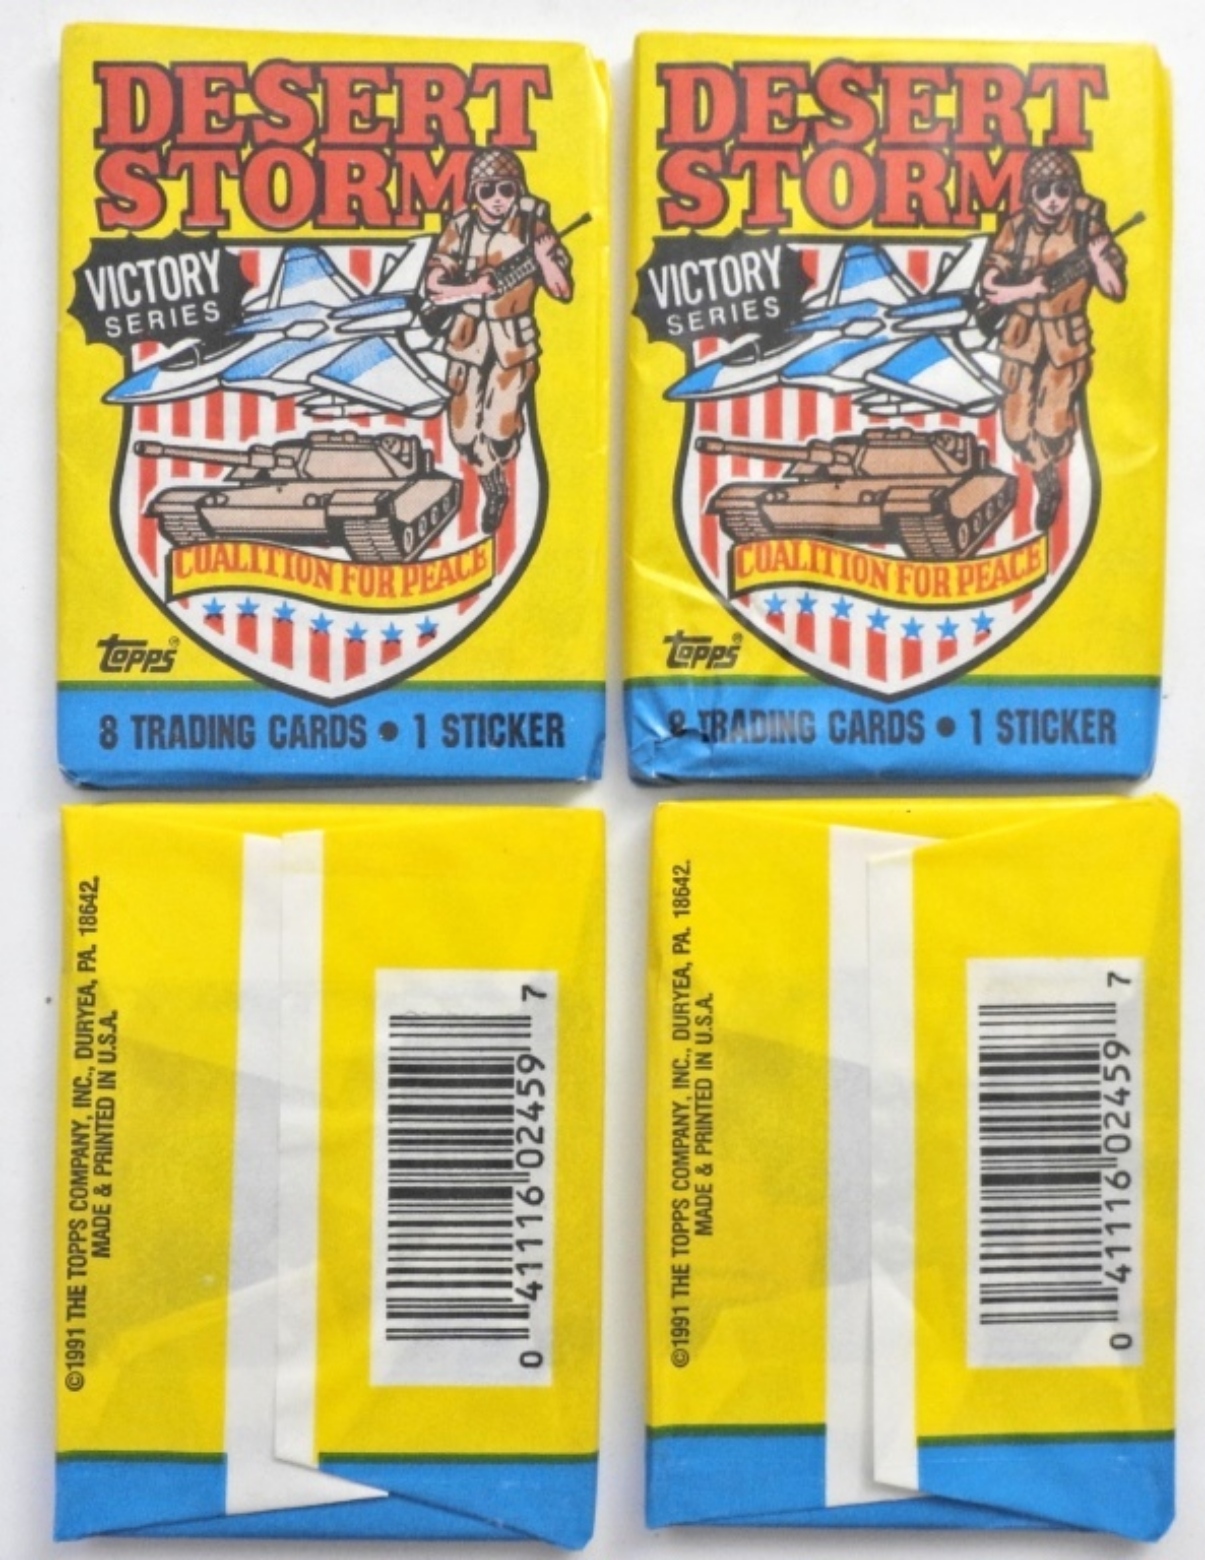 DESERT
STORM
VICTORY
SERIES
COALITION FOR PEACE
topps®
8 TRADING CARDS • 1 STICKER
DESERT
STORM
VICTORY
SERIES
COALITION FOR PEACE
topps®
8 TRADING CARDS • 1 STICKER
©1991 THE TOPPS COMPANY, INC., DURYEA, PA. 18642.
MADE & PRINTED IN U.S.A.
0 41116 02459 7
©1991 THE TOPPS COMPANY, INC., DURYEA, PA. 18642.
MADE & PRINTED IN U.S.A.
0 41116 02459 7